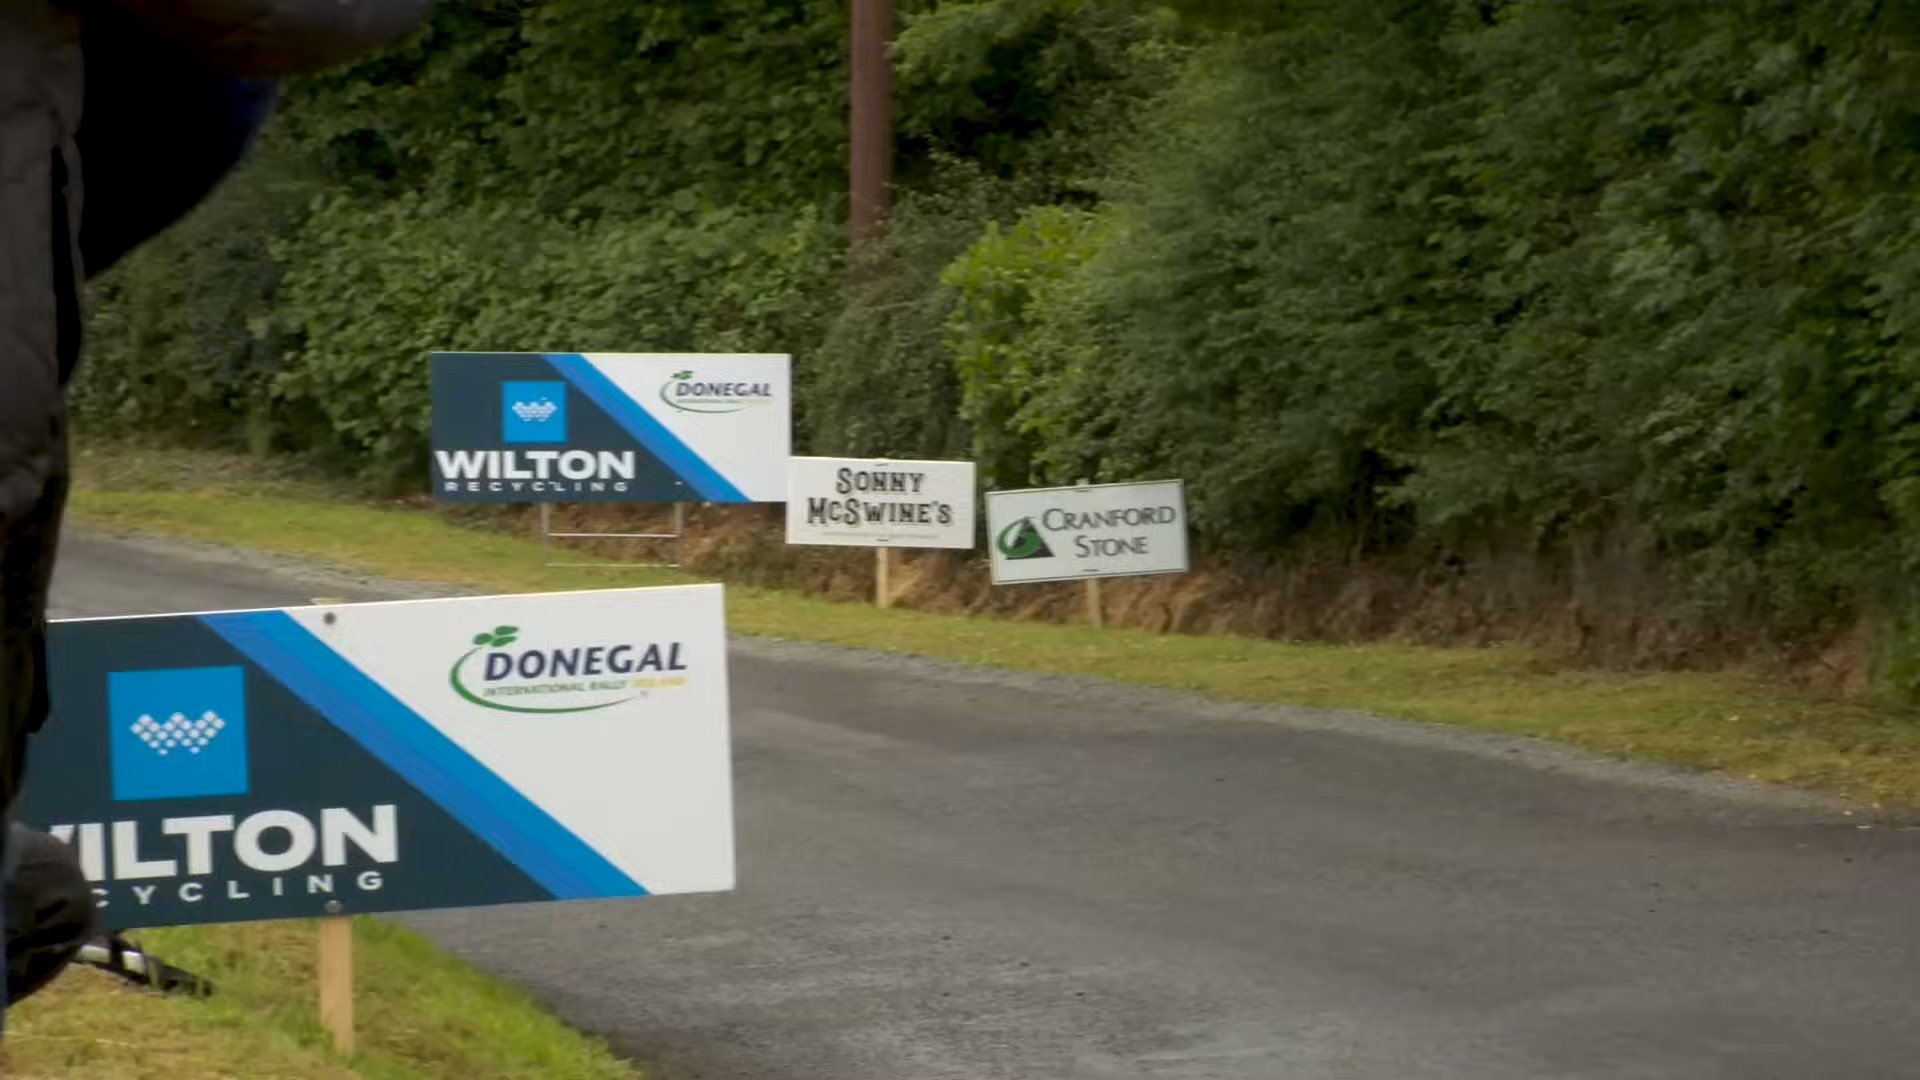 DONEGAL
WILTON
RECYCLING
SONNY
MCSWINE'S
CRANFORD
STONE
DONEGAL
INTERNATIONAL RALLY
ILTON
CYCLING